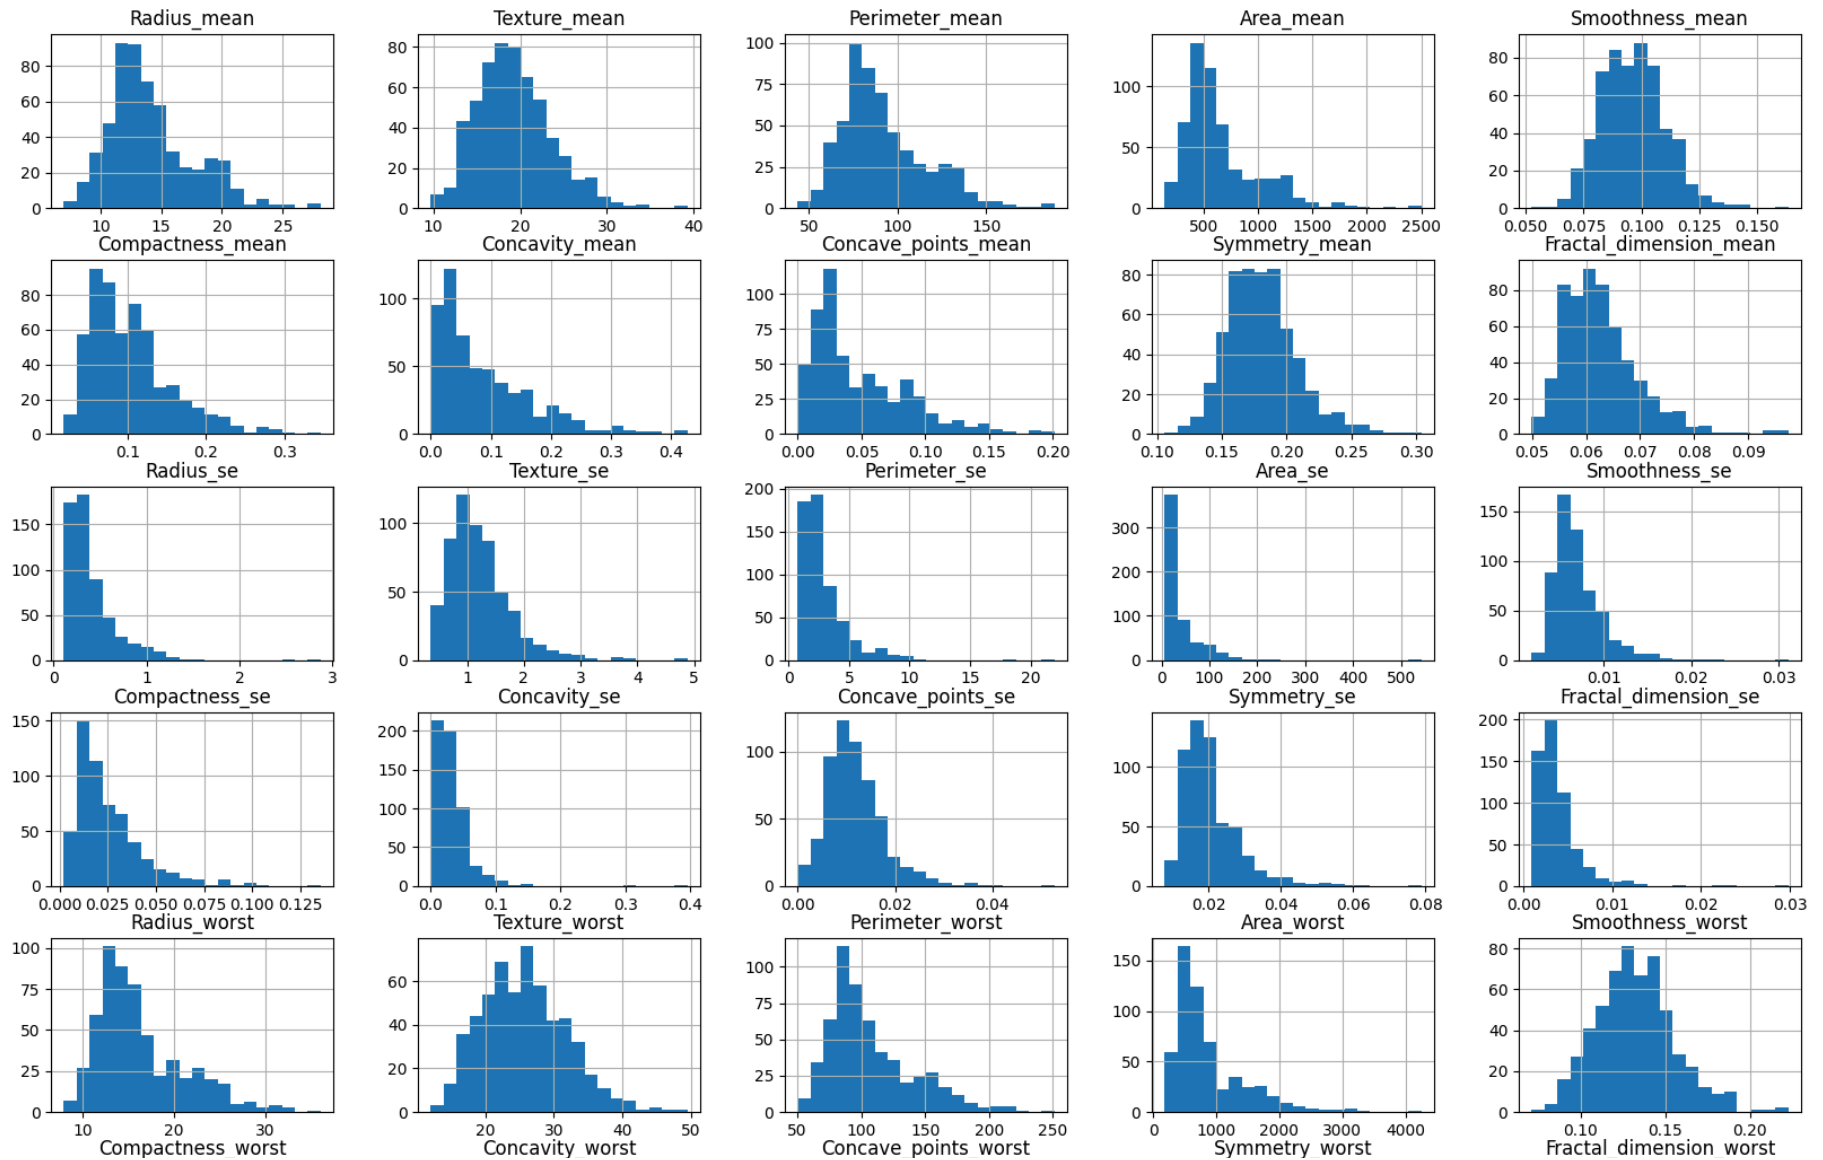 Radius_mean Texture_mean Perimeter_mean Area_mean Smoothness_mean
80 60 40 20 0
10 15 20 25
80 60 40 20 0
10 20 30 40
100 75 50 25 0
50 100 150
100 50 0
500 1000 1500 2000 2500
80 60 40 20 0
0.050 0.075 0.100 0.125 0.150
Compactness_mean Concavity_mean Concave_points_mean Symmetry_mean Fractal_dimension_mean
80 60 40 20 0
0.1 0.2 0.3
100 50 0
0.0 0.1 0.2 0.3 0.4
100 75 50 25 0
0.00 0.05 0.10 0.15 0.20
80 60 40 20 0
0.10 0.15 0.20 0.25 0.30
80 60 40 20 0
0.05 0.06 0.07 0.08 0.09
Radius_se Texture_se Perimeter_se Area_se Smoothness_se
150 100 50 0
0 1 2 3
100 50 0
1 2 3 4 5
200 150 100 50 0
0 5 10 15 20
300 200 100 0
0 100 200 300 400 500
150 100 50 0
0.01 0.02 0.03
Compactness_se Concavity_se Concave_points_se Symmetry_se Fractal_dimension_se
150 100 50 0
0.000 0.025 0.050 0.075 0.100 0.125
200 150 100 50 0
0.0 0.1 0.2 0.3 0.4
100 50 0
0.00 0.02 0.04
100 50 0
0.02 0.04 0.06 0.08
200 150 100 50 0
0.00 0.01 0.02 0.03
Radius_worst Texture_worst Perimeter_worst Area_worst Smoothness_worst
100 75 50 25 0
10 20 30
60 40 20 0
20 30 40 50
100 75 50 25 0
50 100 150 200 250
150 100 50 0
0 1000 2000 3000 4000
80 60 40 20 0
0.10 0.15 0.20
Compactness_worst Concavity_worst Concave_points_worst Symmetry_worst Fractal_dimension_worst